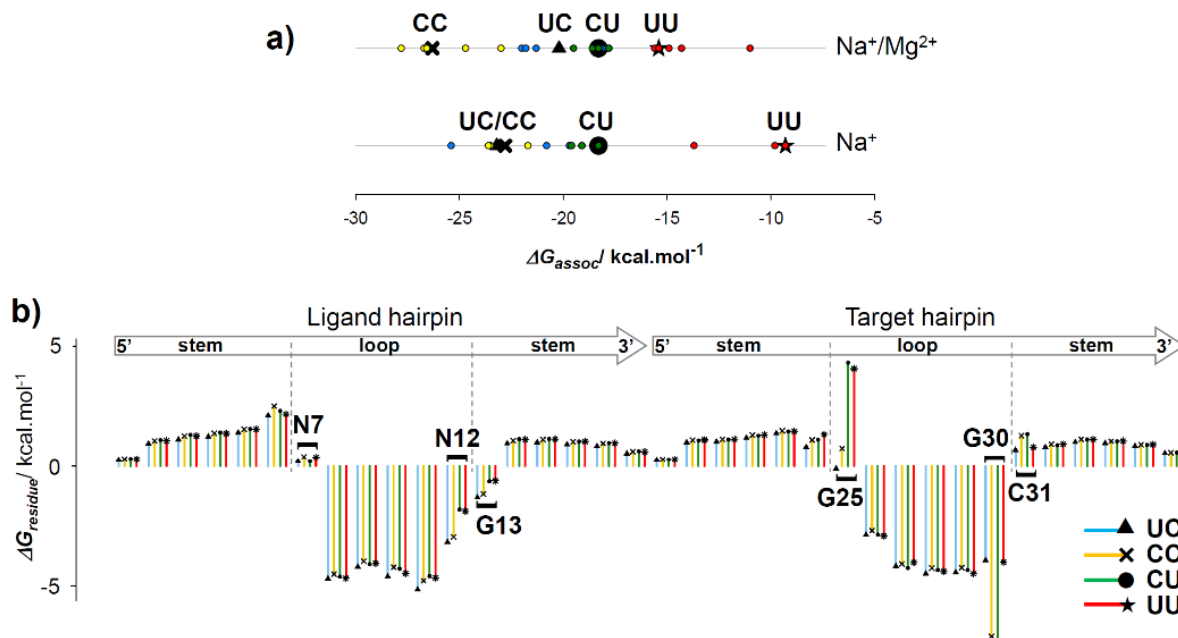 a)
CC UC CU UU
Na⁺/Mg²⁺
UC/CC CU UU
Na⁺
-30 -25 -20 -15 -10 -5
ΔG_assoc/ kcal.mol⁻¹
b)
Ligand hairpin Target hairpin
5' stem loop stem 3' 5' stem loop stem 3'
5
N7 N12 G30
0
G13 G25 C31
-5
ΔG_residue/ kcal.mol⁻¹
UC
CC
CU
UU